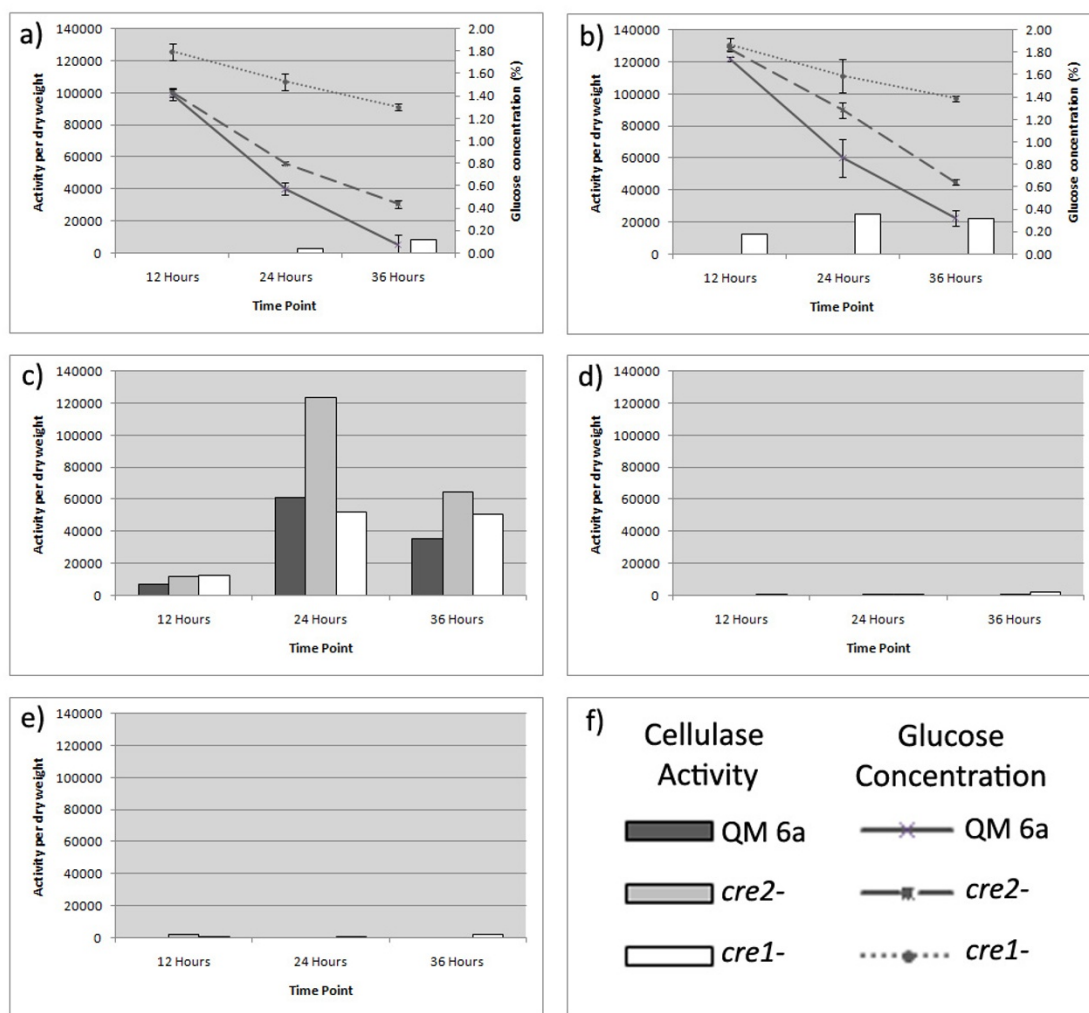 a)
140000
120000
100000
80000
60000
40000
20000
0
Activity per dry weight
2.00
1.80
1.60
1.40
1.20
1.00
0.80
0.60
0.40
0.20
0.00
Glucose concentration (%)
12 Hours 24 Hours 36 Hours
Time Point
b)
140000
120000
100000
80000
60000
40000
20000
0
Activity per dry weight
2.00
1.80
1.60
1.40
1.20
1.00
0.80
0.60
0.40
0.20
0.00
Glucose concentration (%)
12 Hours 24 Hours 36 Hours
Time Point
c)
140000
120000
100000
80000
60000
40000
20000
0
Activity per dry weight
12 Hours 24 Hours 36 Hours
Time Point
d)
140000
120000
100000
80000
60000
40000
20000
0
Activity per dry weight
12 Hours 24 Hours 36 Hours
Time Point
e)
140000
120000
100000
80000
60000
40000
20000
0
Activity per dry weight
12 Hours 24 Hours 36 Hours
Time Point
f)
Cellulase Glucose
Activity Concentration
QM 6a QM 6a
cre2- cre2-
cre1- cre1-